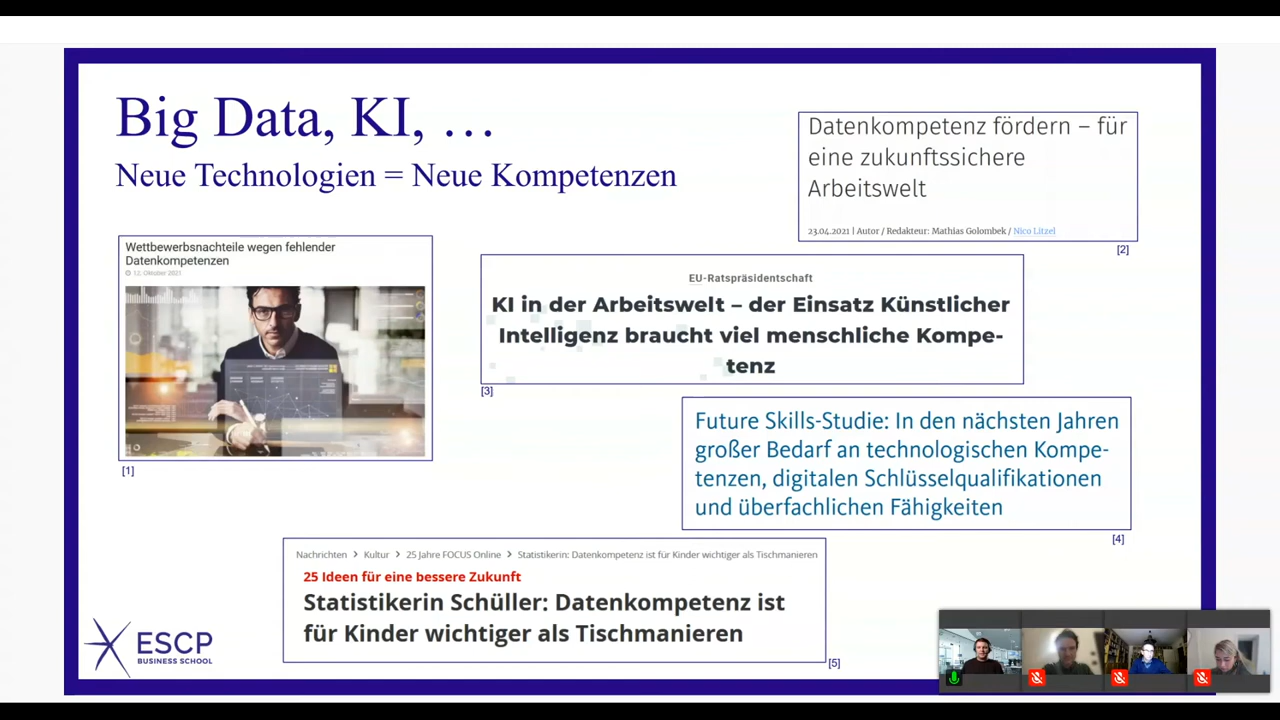 Big Data, KI, …
Neue Technologien = Neue Kompetenzen
Datenkompetenz fördern – für
eine zukunftssichere
Arbeitswelt
23.04.2021 | Autor / Redakteur: Mathias Golombek / Nico Litzel
[2]
Wettbewerbsnachteile wegen fehlender
Datenkompetenzen
12. Oktober 2021
[1]
EU-Ratspräsidentschaft
KI in der Arbeitswelt – der Einsatz Künstlicher
Intelligenz braucht viel menschliche Kompe-
tenz
[3]
Future Skills-Studie: In den nächsten Jahren
großer Bedarf an technologischen Kompe-
tenzen, digitalen Schlüsselqualifikationen
und überfachlichen Fähigkeiten
[4]
Nachrichten > Kultur > 25 Jahre FOCUS Online > Statistikerin: Datenkompetenz ist für Kinder wichtiger als Tischmanieren
25 Ideen für eine bessere Zukunft
Statistikerin Schüller: Datenkompetenz ist
für Kinder wichtiger als Tischmanieren
[5]
ESCP
BUSINESS SCHOOL